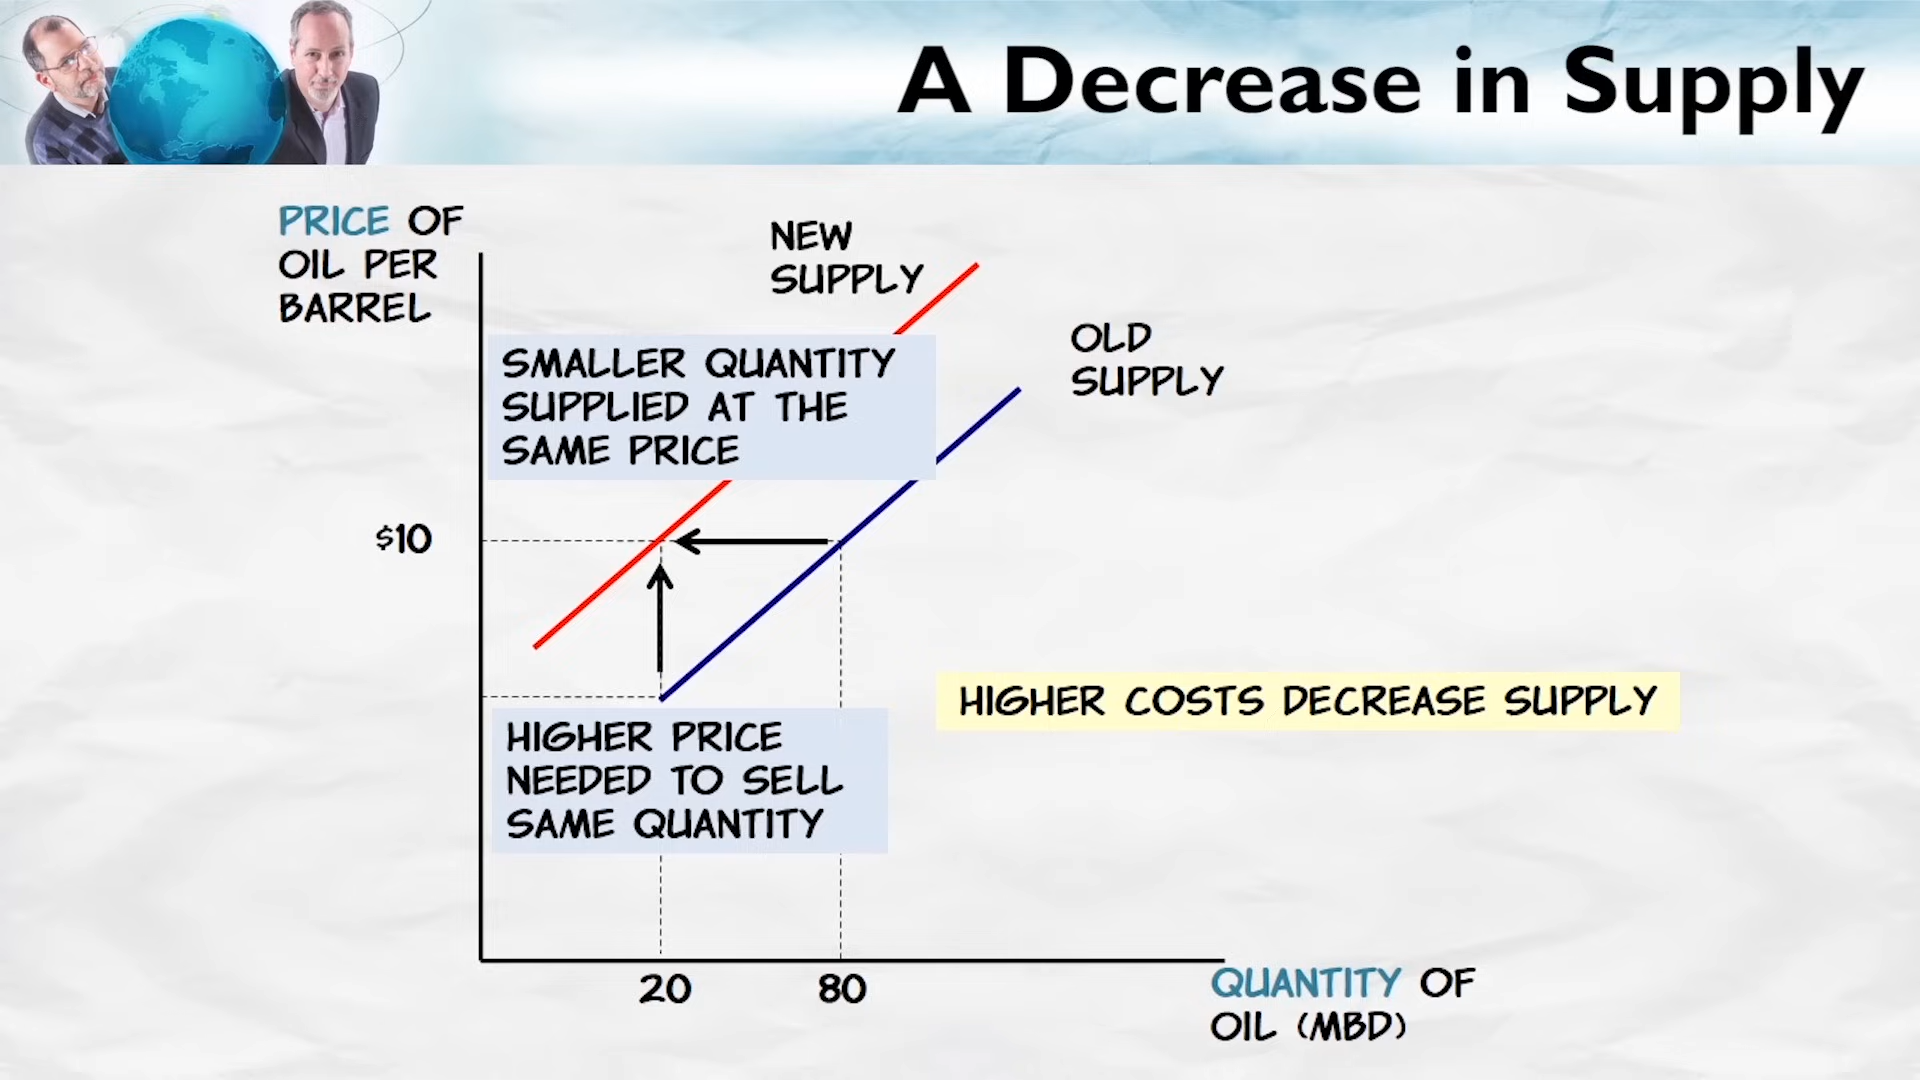 A Decrease in Supply
PRICE OF
OIL PER
BARREL
NEW
SUPPLY
OLD
SUPPLY
SMALLER QUANTITY
SUPPLIED AT THE
SAME PRICE
$10
HIGHER COSTS DECREASE SUPPLY
HIGHER PRICE
NEEDED TO SELL
SAME QUANTITY
20
80
QUANTITY OF
OIL (MBD)